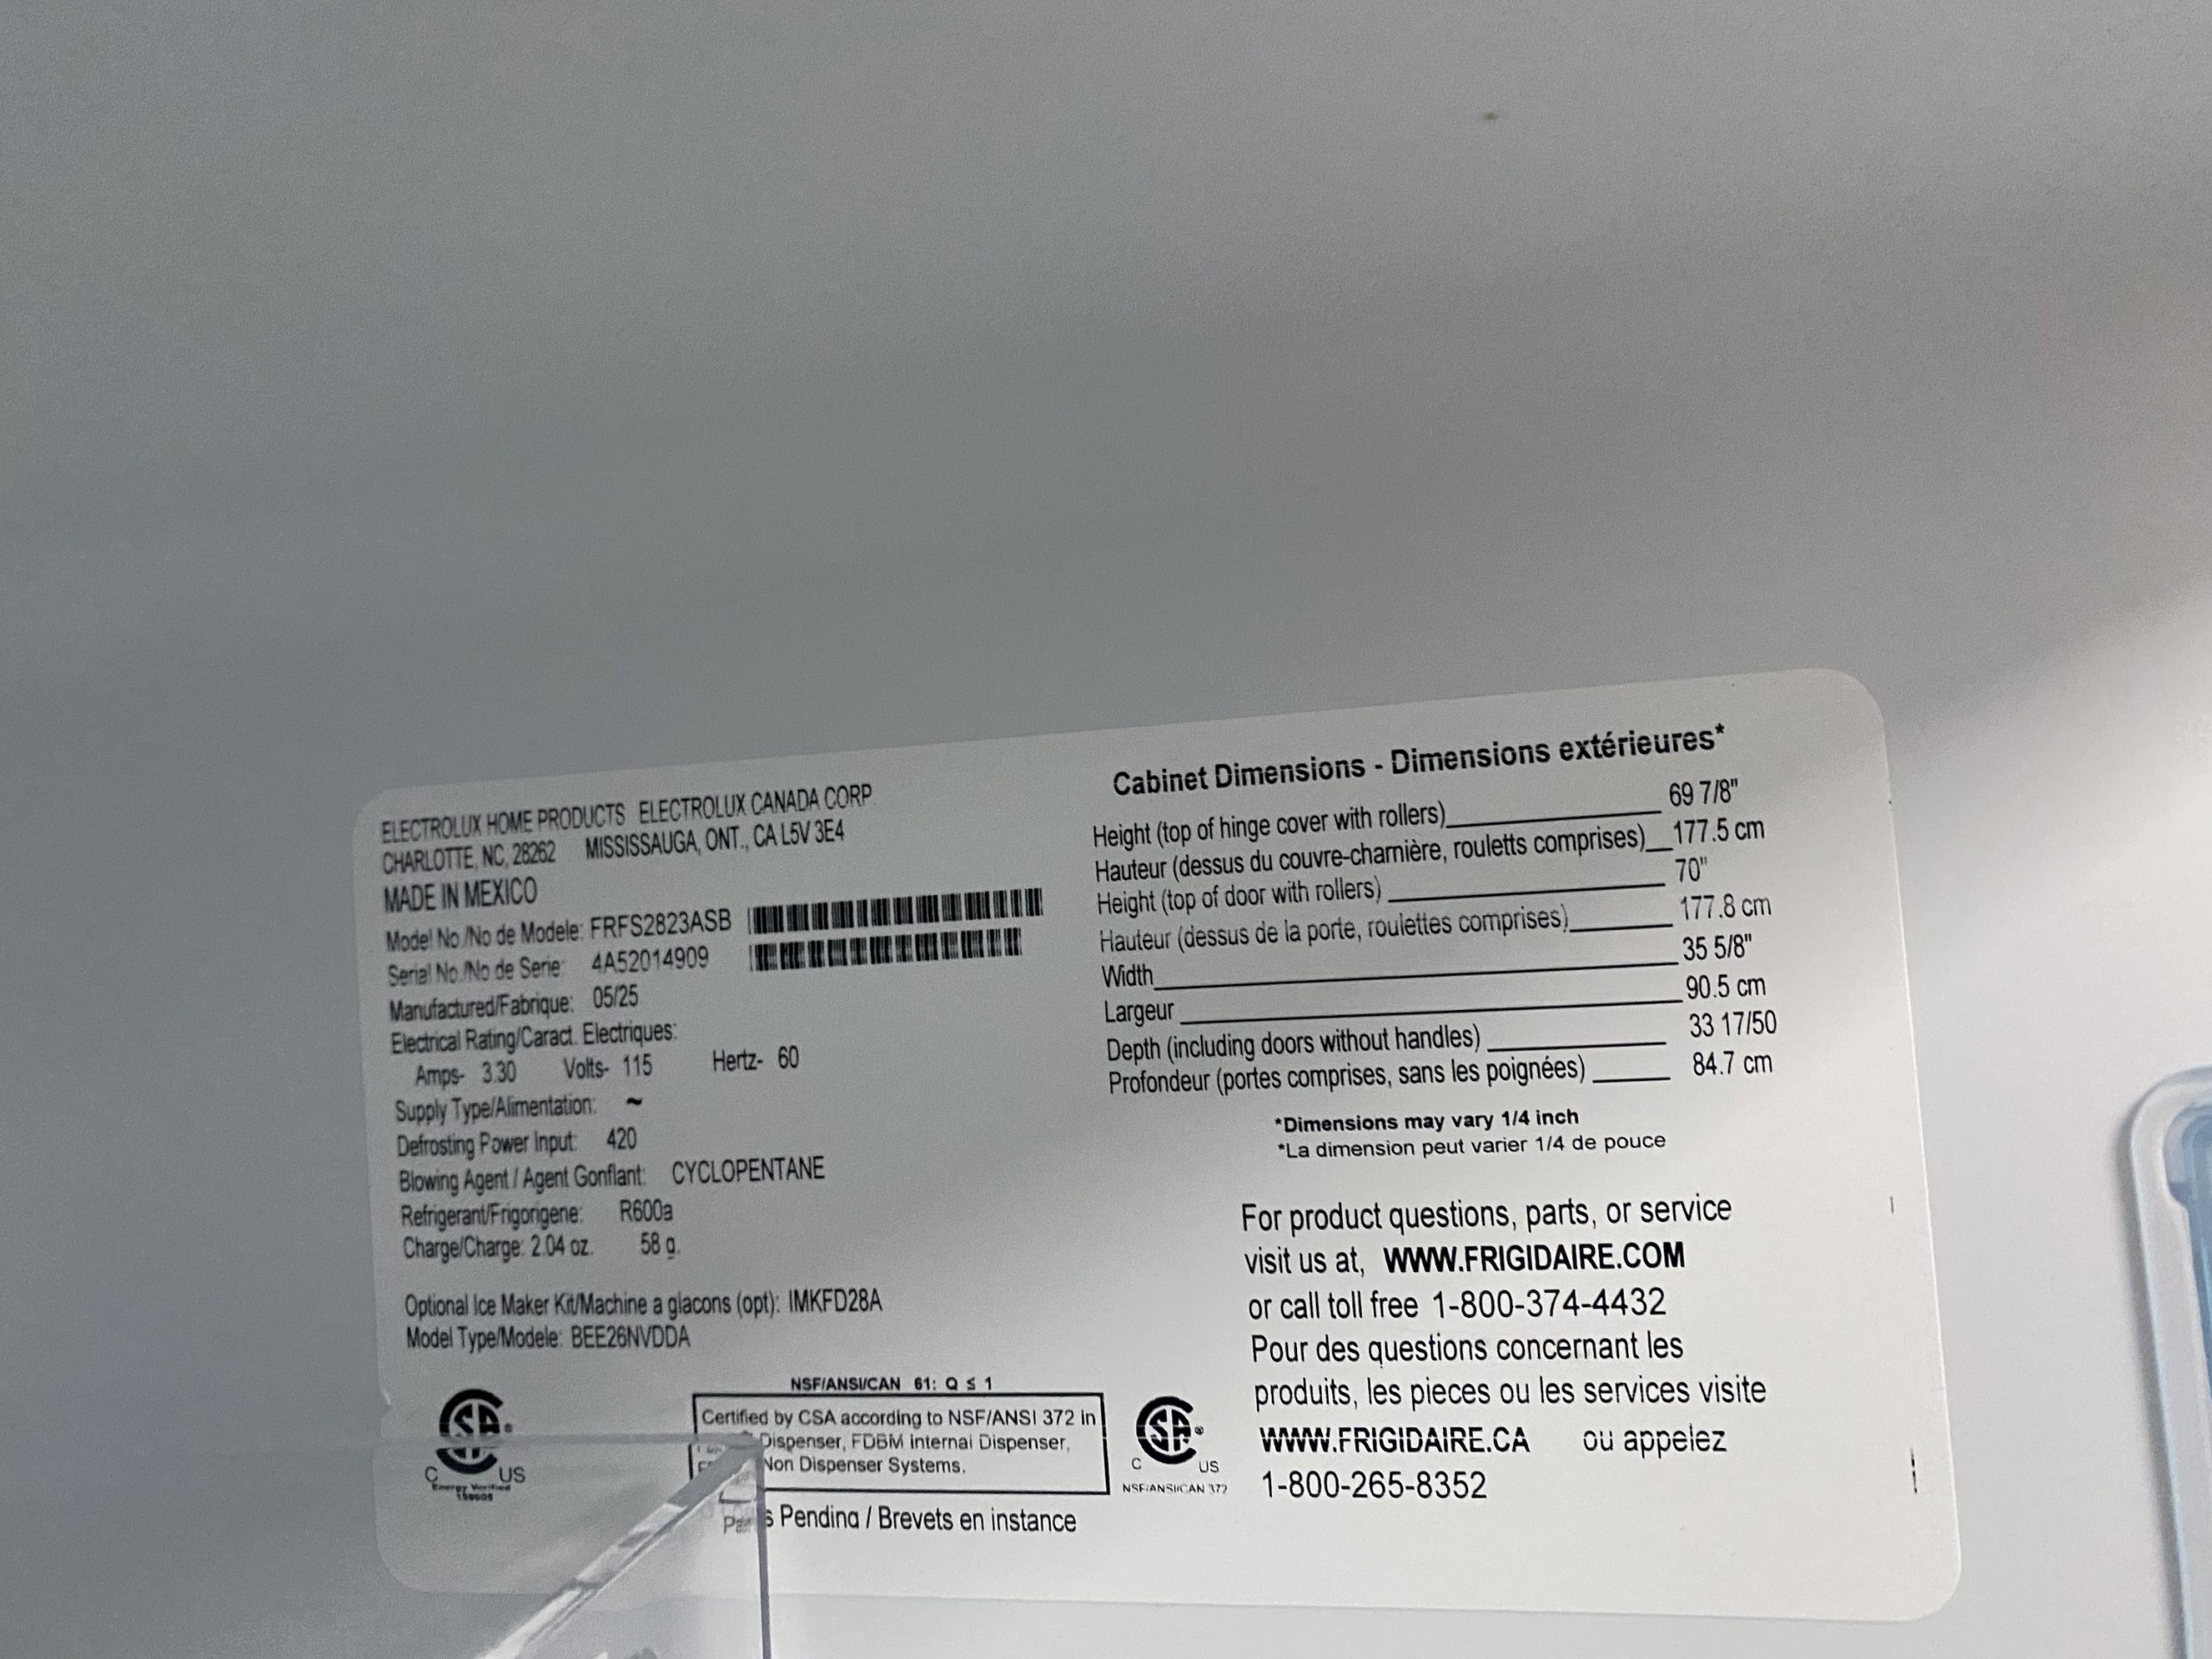 ELECTROLUX HOME PRODUCTS ELECTROLUX CANADA CORP
CHARLOTTE, NC, 28262 MISSISSAUGA, ONT., CA L5V 3E4
MADE IN MEXICO
Model No./No de Modele: FRFS2823ASB
Serial No./No de Serie: 4A52014909
Manufactured/Fabrique: 05/25
Electrical Rating/Caract. Electriques:
Amps- 3.30 Volts- 115 Hertz- 60
Supply Type/Alimentation: ~
Defrosting Power Input: 420
Blowing Agent / Agent Gonflant: CYCLOPENTANE
Refrigerant/Frigorigene: R600a
Charge/Charge: 2.04 oz. 58 g.
Optional Ice Maker Kit/Machine a glacons (opt): IMKFD28A
Model Type/Modele: BEE26NVDDA
SA®
C US
Energy Verified
NSF/ANSI/CAN 61: Q ≤ 1
Certified by CSA according to NSF/ANSI 372 in
Dispenser, FDBM Internal Dispenser,
Non Dispenser Systems.
Pending / Brevets en instance
SA®
C US
NSF/ANSI/CAN 372
Cabinet Dimensions - Dimensions extérieures*
Height (top of hinge cover with rollers) 69 7/8"
Hauteur (dessus du couvre-charnière, rouletts comprises) 177.5 cm
Height (top of door with rollers) 70"
Hauteur (dessus de la porte, roulettes comprises) 177.8 cm
Width 35 5/8"
Largeur 90.5 cm
Depth (including doors without handles) 33 17/50
Profondeur (portes comprises, sans les poignées) 84.7 cm
*Dimensions may vary 1/4 inch
*La dimension peut varier 1/4 de pouce
For product questions, parts, or service
visit us at, WWW.FRIGIDAIRE.COM
or call toll free 1-800-374-4432
Pour des questions concernant les
produits, les pieces ou les services visite
WWW.FRIGIDAIRE.CA ou appelez
1-800-265-8352